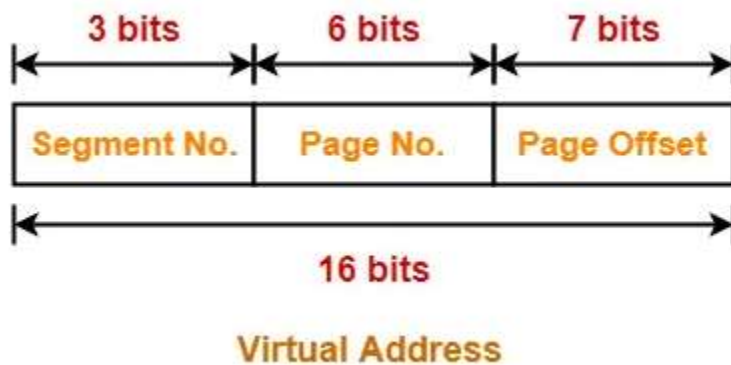 3 bits 6 bits 7 bits
Segment No. Page No. Page Offset
16 bits
Virtual Address